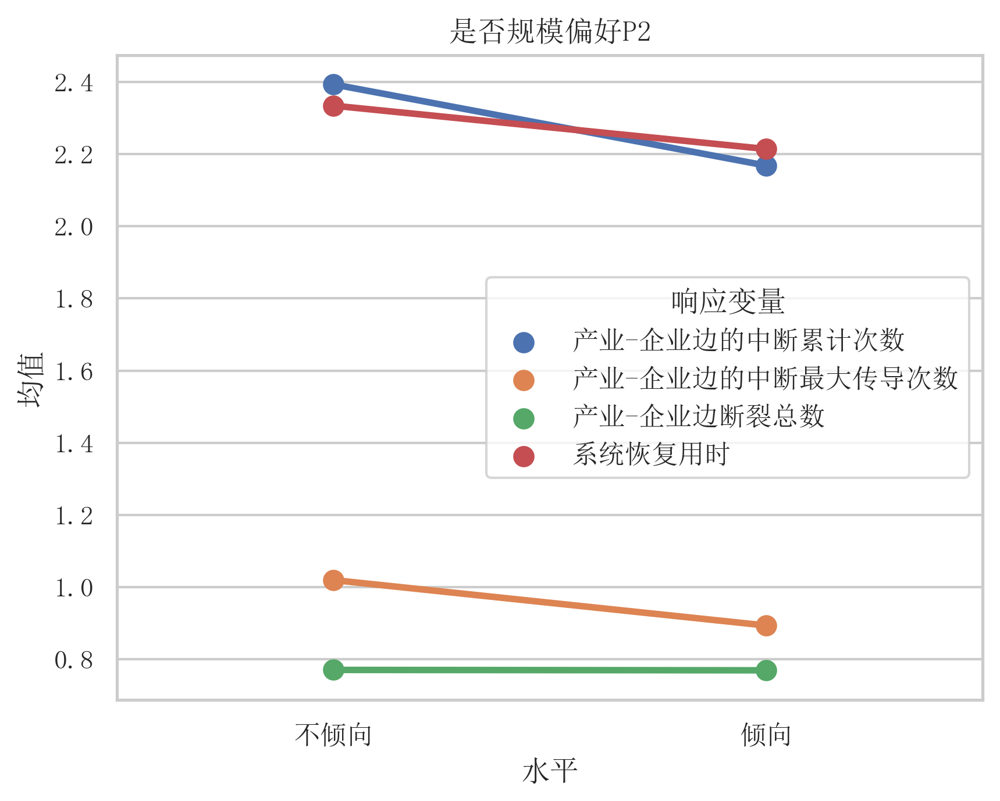 是否规模偏好P2
2.4
2.2
2.0
1.8
1.6
1.4
1.2
1.0
0.8
均值
响应变量
产业-企业边的中断累计次数
产业-企业边的中断最大传导次数
产业-企业边断裂总数
系统恢复用时
不倾向
倾向
水平